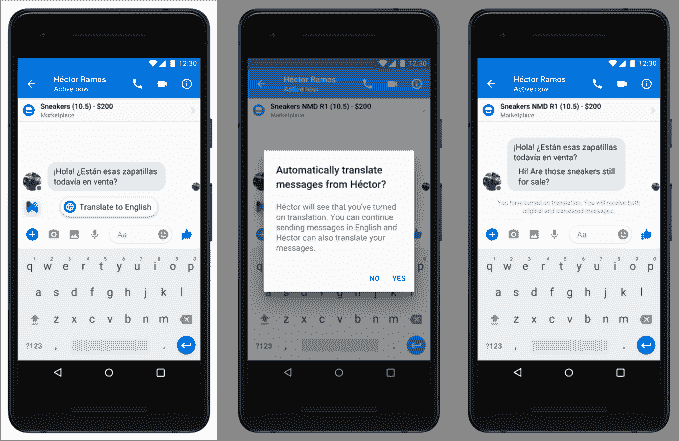 12:30
Héctor Ramos
Active now
Sneakers (10.5) - $200
Marketplace
¡Hola! ¿Están esas zapatillas
todavía en venta?
Translate to English
Aa
q w e r t y u i o p
a s d f g h j k l
z x c v b n m
?123 , .
12:30
Héctor Ramos
Active now
Sneakers NMD R1 (10.5) - $200
Marketplace
Automatically translate
messages from Héctor?
Héctor will see that you've turned
on translation. You can continue
sending messages in English and
Héctor can also translate your
messages.
NO YES
Aa
q w e r t y u i o p
a s d f g h j k l
z x c v b n m
?123 , .
12:30
Héctor Ramos
Active now
Sneakers NMD R1 (10.5) - $200
Marketplace
¡Hola! ¿Están esas zapatillas
todavía en venta?
Hi! Are those sneakers still
for sale?
You have turned on translation. You will receive both
original and translated messages.
Aa
q w e r t y u i o p
a s d f g h j k l
z x c v b n m
?123 , .